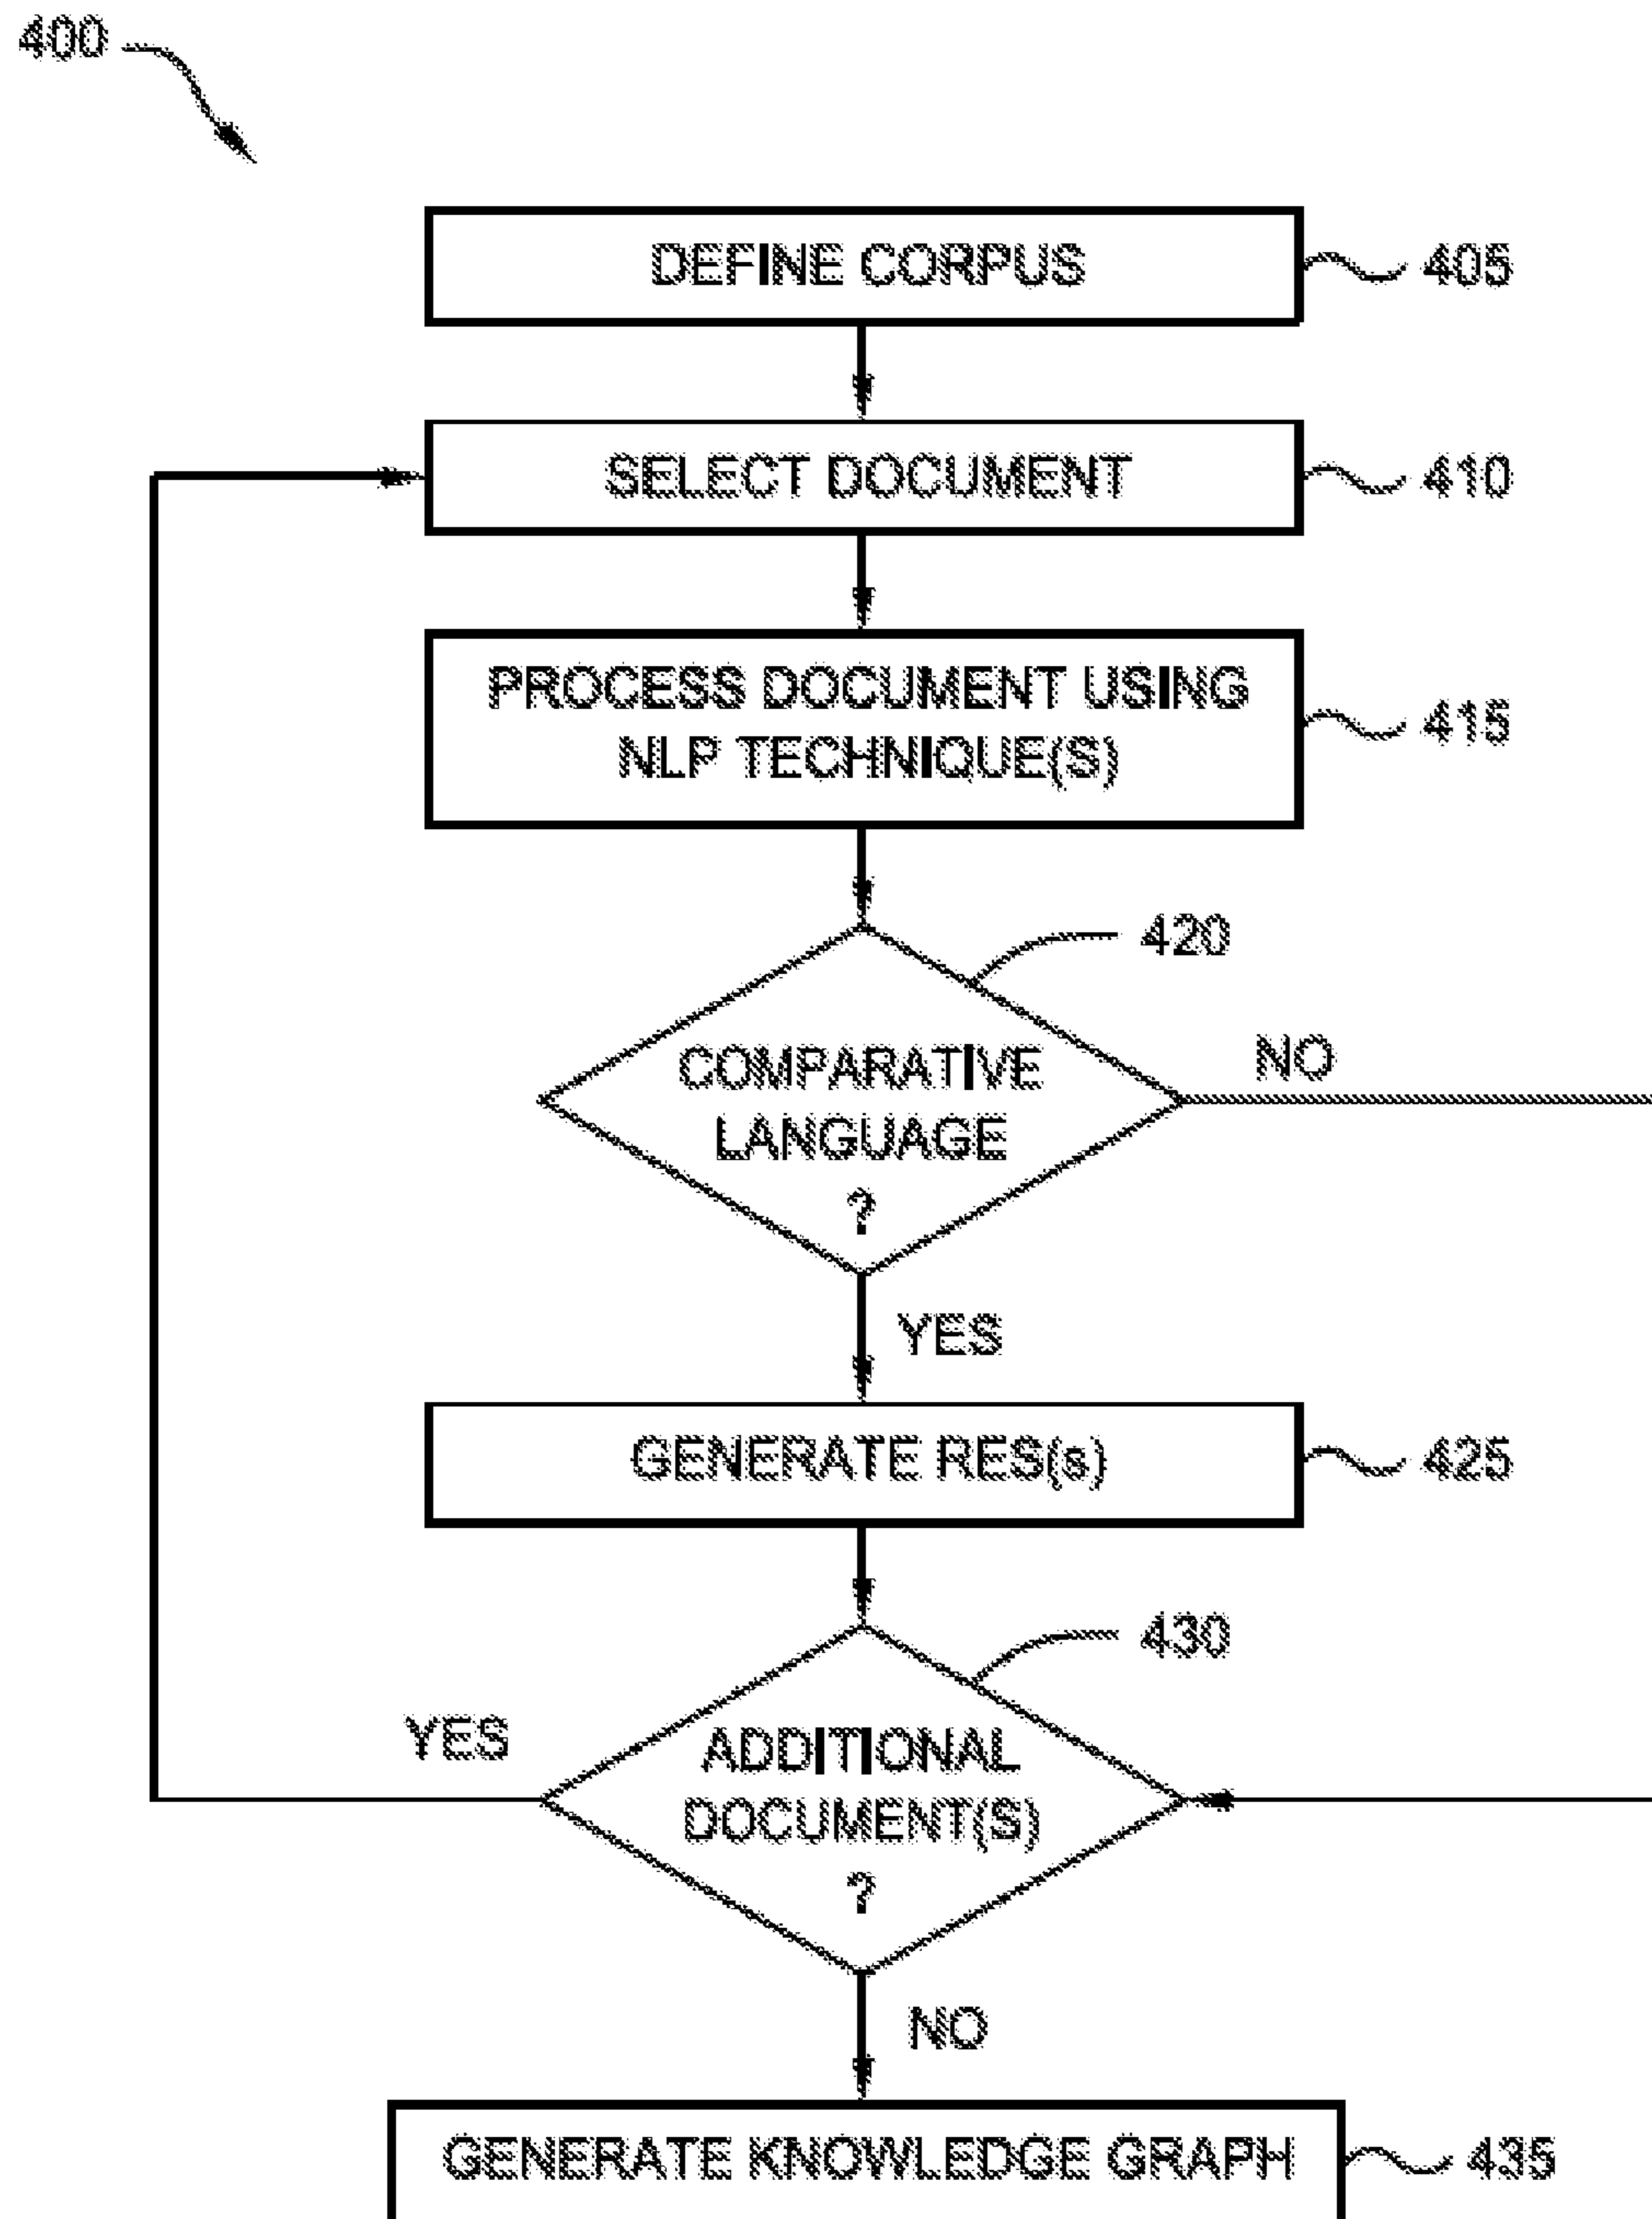 400
DEFINE CORPUS
405
SELECT DOCUMENT
410
PROCESS DOCUMENT USING
NLP TECHNIQUE(S)
415
420
COMPARATIVE
LANGUAGE
?
NO
YES
GENERATE RES(s)
425
430
YES
ADDITIONAL
DOCUMENT(S)
?
NO
GENERATE KNOWLEDGE GRAPH
435